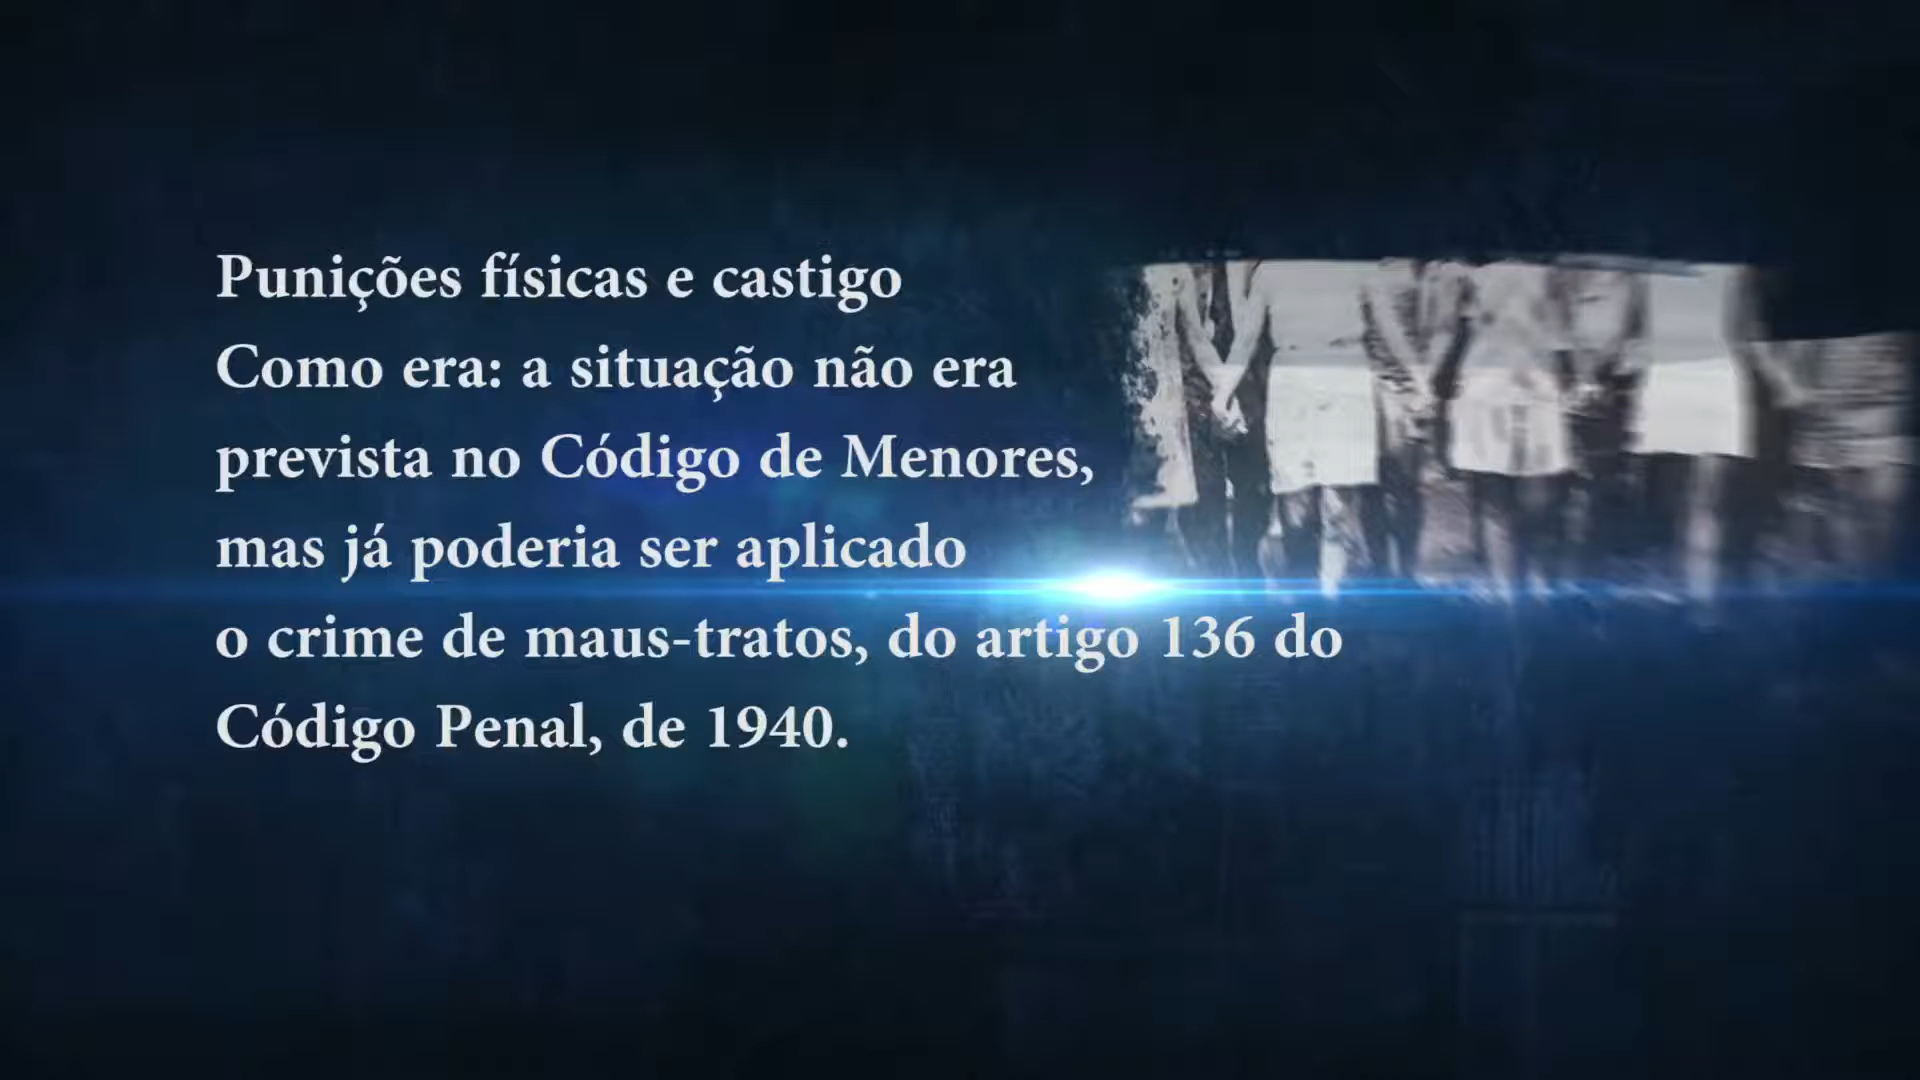 Punições físicas e castigo
Como era: a situação não era
prevista no Código de Menores,
mas já poderia ser aplicado
o crime de maus-tratos, do artigo 136 do
Código Penal, de 1940.